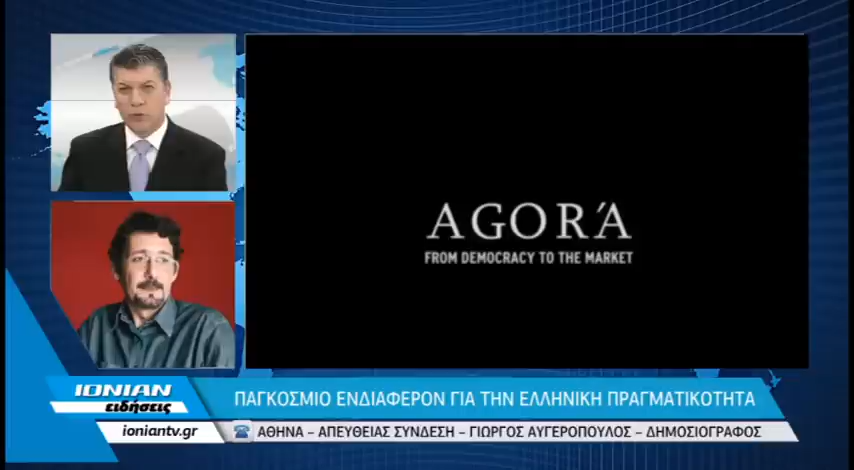 AGORÁ
FROM DEMOCRACY TO THE MARKET
IONIAN
ειδήσεις
ΠΑΓΚΟΣΜΙΟ ΕΝΔΙΑΦΕΡΟΝ ΓΙΑ ΤΗΝ ΕΛΛΗΝΙΚΗ ΠΡΑΓΜΑΤΙΚΟΤΗΤΑ
ioniantv.gr
ΑΘΗΝΑ – ΑΠΕΥΘΕΙΑΣ ΣΥΝΔΕΣΗ – ΓΙΩΡΓΟΣ ΑΥΓΕΡΟΠΟΥΛΟΣ – ΔΗΜΟΣΙΟΓΡΑΦΟΣ